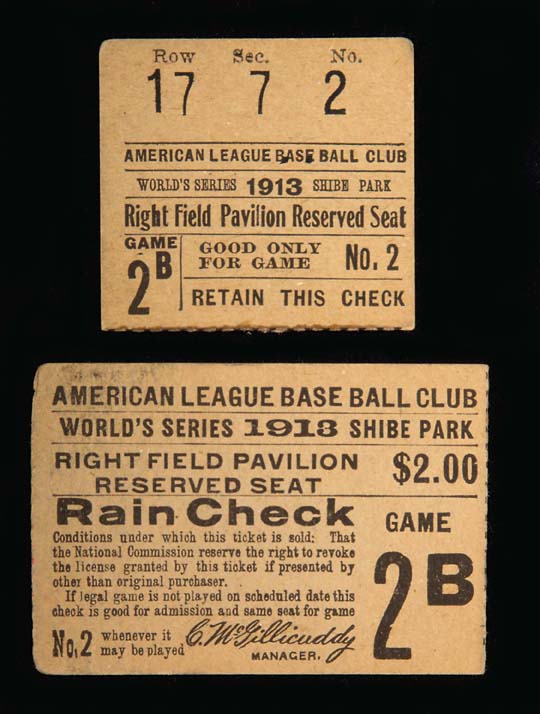 Row Sec. No.
17 7 2
AMERICAN LEAGUE BASE BALL CLUB
WORLD'S SERIES 1913 SHIBE PARK
Right Field Pavilion Reserved Seat
GAME
2B
GOOD ONLY
FOR GAME No. 2
RETAIN THIS CHECK
AMERICAN LEAGUE BASE BALL CLUB
WORLD'S SERIES 1913 SHIBE PARK
RIGHT FIELD PAVILION
RESERVED SEAT
$2.00
Rain Check
Conditions under which this ticket is sold: That
the National Commission reserve the right to revoke
the license granted by this ticket if presented by
other than original purchaser.
If legal game is not played on scheduled date this
check is good for admission and same seat for game
No. 2 whenever it
may be played
C. McGillicuddy
MANAGER.
GAME
2B